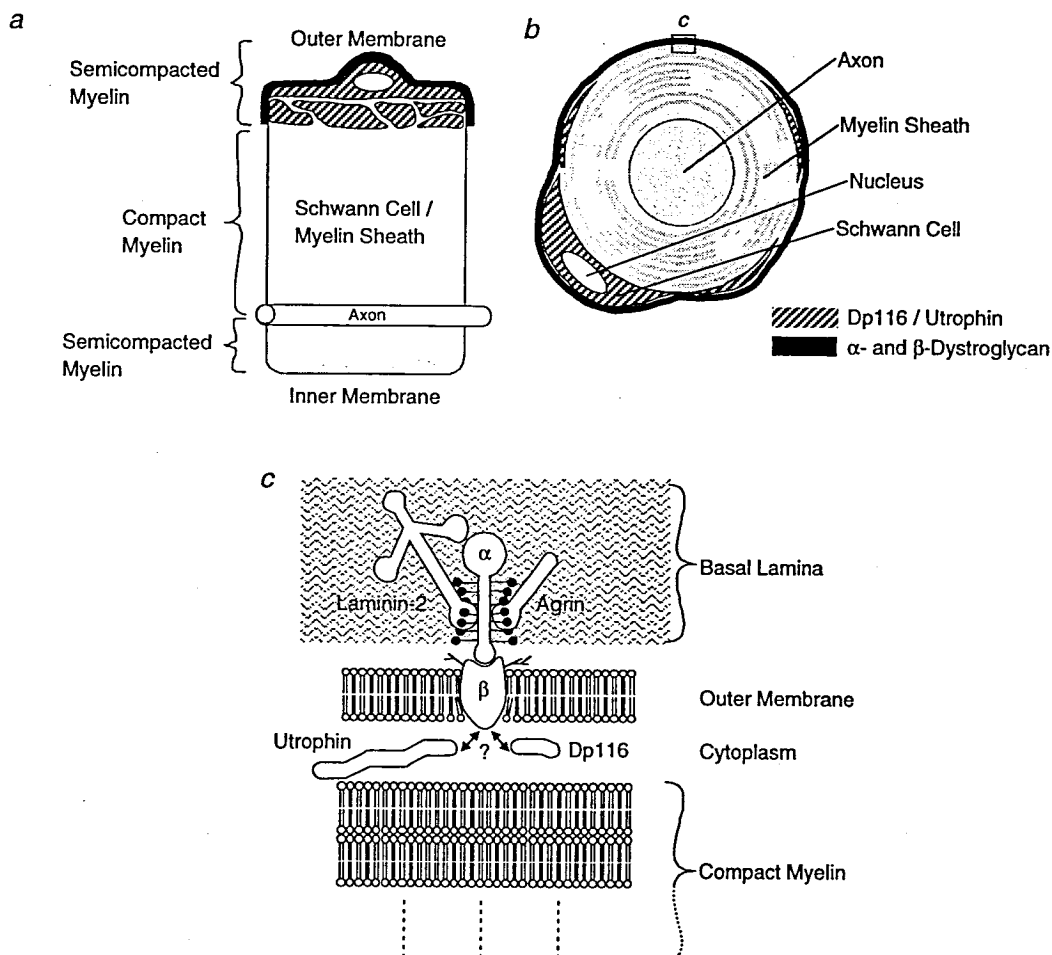 a
Outer Membrane
Semicompacted
Myelin
Compact
Myelin
Schwann Cell /
Myelin Sheath
Axon
Semicompacted
Myelin
Inner Membrane
b
c
Axon
Myelin Sheath
Nucleus
Schwann Cell
Dp116 / Utrophin
α- and β-Dystroglycan
c
α
Laminin-2
Agrin
Basal Lamina
β
Outer Membrane
Utrophin
?
Dp116
Cytoplasm
Compact Myelin